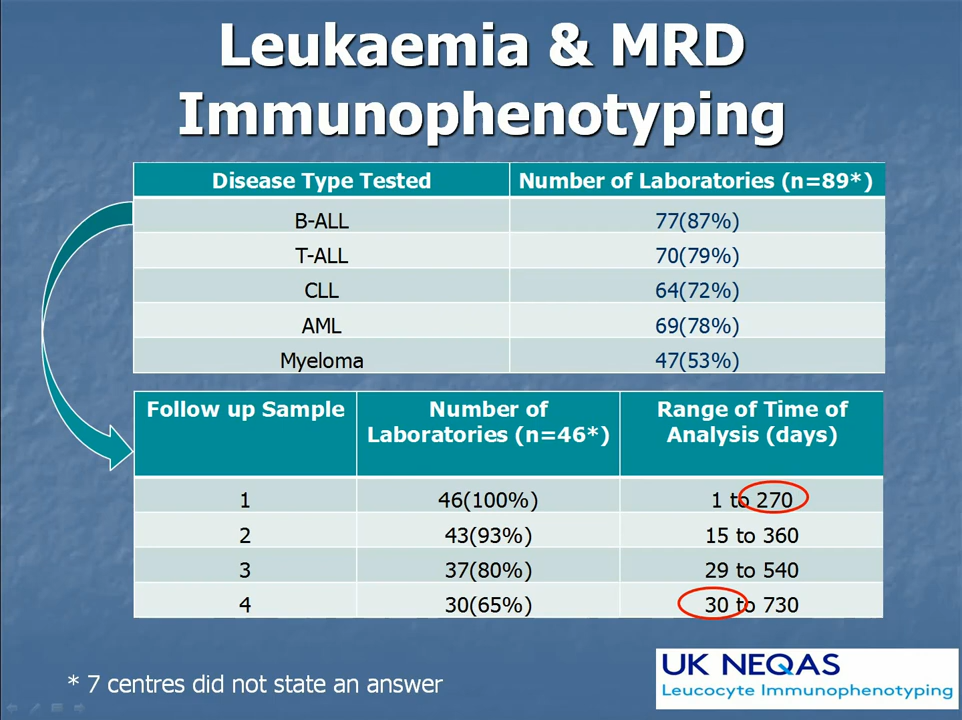 Leukaemia & MRD
Immunophenotyping
Disease Type Tested Number of Laboratories (n=89*)
B-ALL 77(87%)
T-ALL 70(79%)
CLL 64(72%)
AML 69(78%)
Myeloma 47(53%)
Follow up Sample Number of Range of Time of
Laboratories (n=46*) Analysis (days)
1 46(100%) 1 to 270
2 43(93%) 15 to 360
3 37(80%) 29 to 540
4 30(65%) 30 to 730
* 7 centres did not state an answer
UK NEQAS
Leucocyte Immunophenotyping